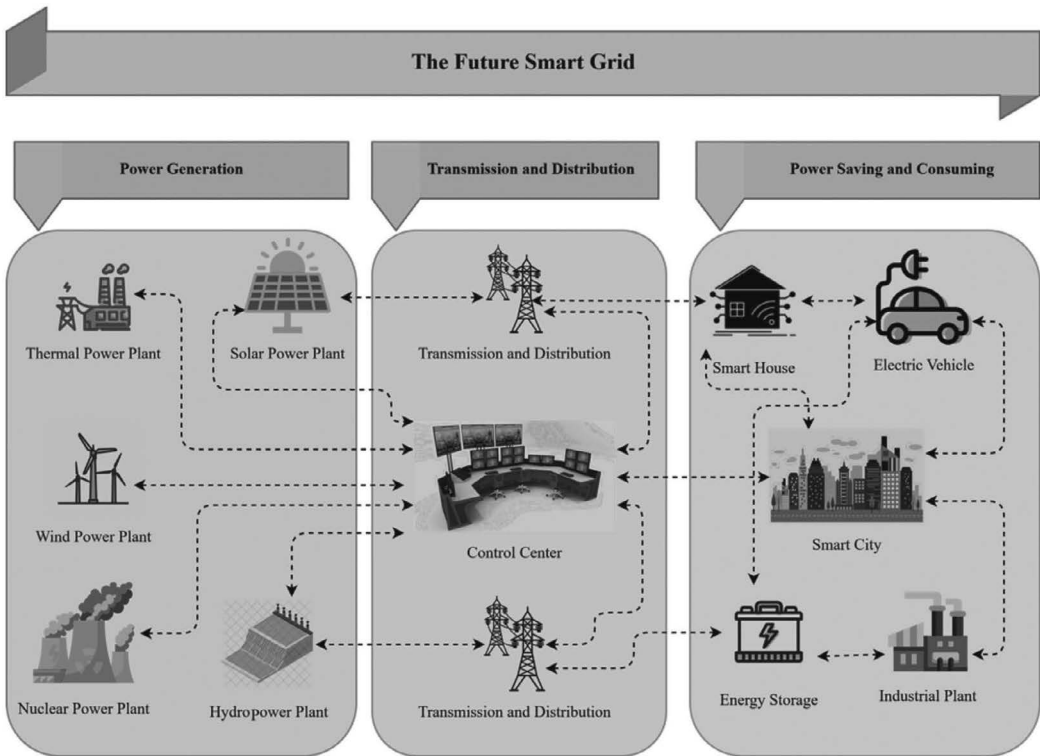 The Future Smart Grid
Power Generation
Transmission and Distribution
Power Saving and Consuming
Thermal Power Plant
Solar Power Plant
Transmission and Distribution
Smart House
Electric Vehicle
Wind Power Plant
Control Center
Smart City
Nuclear Power Plant
Hydropower Plant
Transmission and Distribution
Energy Storage
Industrial Plant